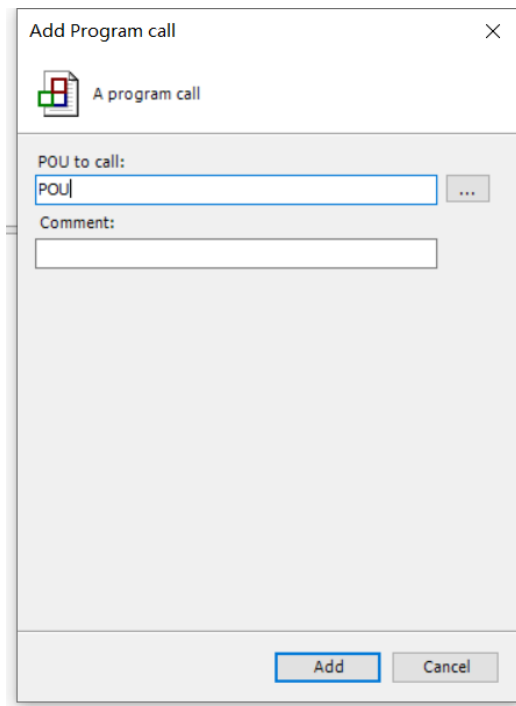 Add Program call
A program call
POU to call:
POU
...
Comment:
Add
Cancel